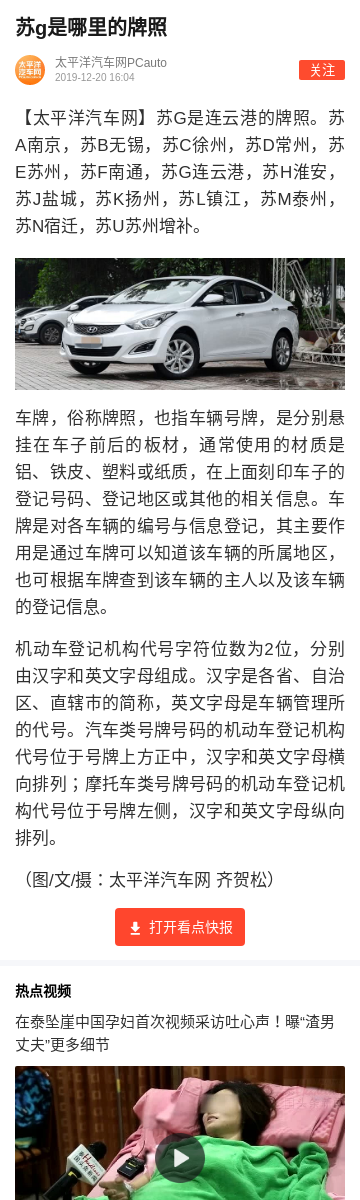 苏g是哪里的牌照
太平洋
汽车网
太平洋汽车网PCauto
2019-12-20 16:04
关注
【太平洋汽车网】苏G是连云港的牌照。苏
A南京，苏B无锡，苏C徐州，苏D常州，苏
E苏州，苏F南通，苏G连云港，苏H淮安，
苏J盐城，苏K扬州，苏L镇江，苏M泰州，
苏N宿迁，苏U苏州增补。
车牌，俗称牌照，也指车辆号牌，是分别悬
挂在车子前后的板材，通常使用的材质是
铝、铁皮、塑料或纸质，在上面刻印车子的
登记号码、登记地区或其他的相关信息。车
牌是对各车辆的编号与信息登记，其主要作
用是通过车牌可以知道该车辆的所属地区，
也可根据车牌查到该车辆的主人以及该车辆
的登记信息。
机动车登记机构代号字符位数为2位，分别
由汉字和英文字母组成。汉字是各省、自治
区、直辖市的简称，英文字母是车辆管理所
的代号。汽车类号牌号码的机动车登记机构
代号位于号牌上方正中，汉字和英文字母横
向排列；摩托车类号牌号码的机动车登记机
构代号位于号牌左侧，汉字和英文字母纵向
排列。
（图/文/摄：太平洋汽车网 齐贺松）
打开看点快报
热点视频
在泰坠崖中国孕妇首次视频采访吐心声！曝“渣男
丈夫”更多细节